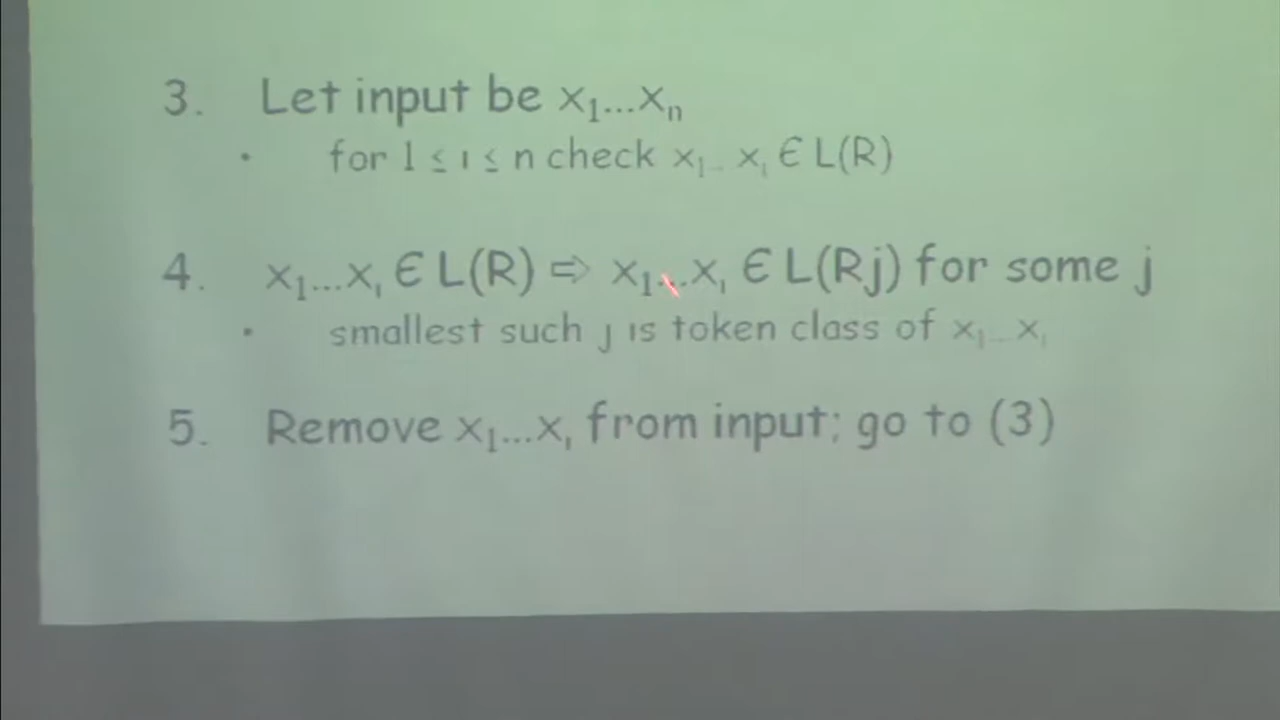 3. Let input be x₁...xₙ
• for 1 ≤ i ≤ n check x₁... xᵢ ∈ L(R)
4. x₁...xᵢ ∈ L(R) ⇒ x₁...xᵢ ∈ L(Rj) for some j
• smallest such j is token class of x₁... xᵢ
5. Remove x₁...xᵢ from input; go to (3)